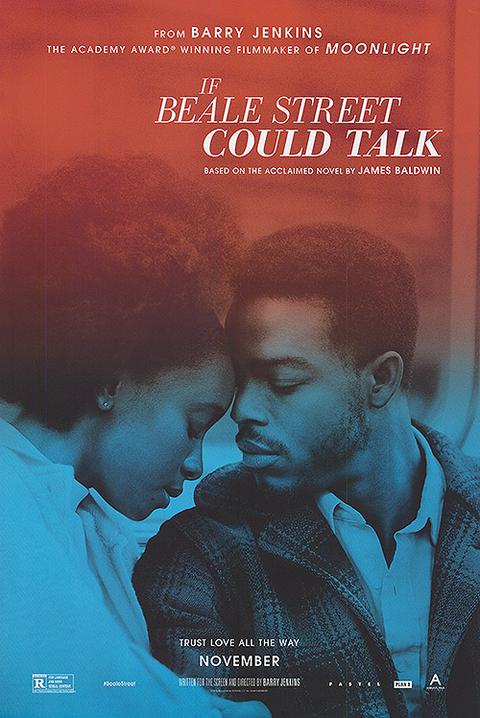 FROM BARRY JENKINS
THE ACADEMY AWARD® WINNING FILMMAKER OF MOONLIGHT
IF
BEALE STREET
COULD TALK
BASED ON THE ACCLAIMED NOVEL BY JAMES BALDWIN
TRUST LOVE ALL THE WAY
NOVEMBER
WRITTEN FOR THE SCREEN AND DIRECTED BY BARRY JENKINS
R
#BealeStreet
PASTEL PLAN B